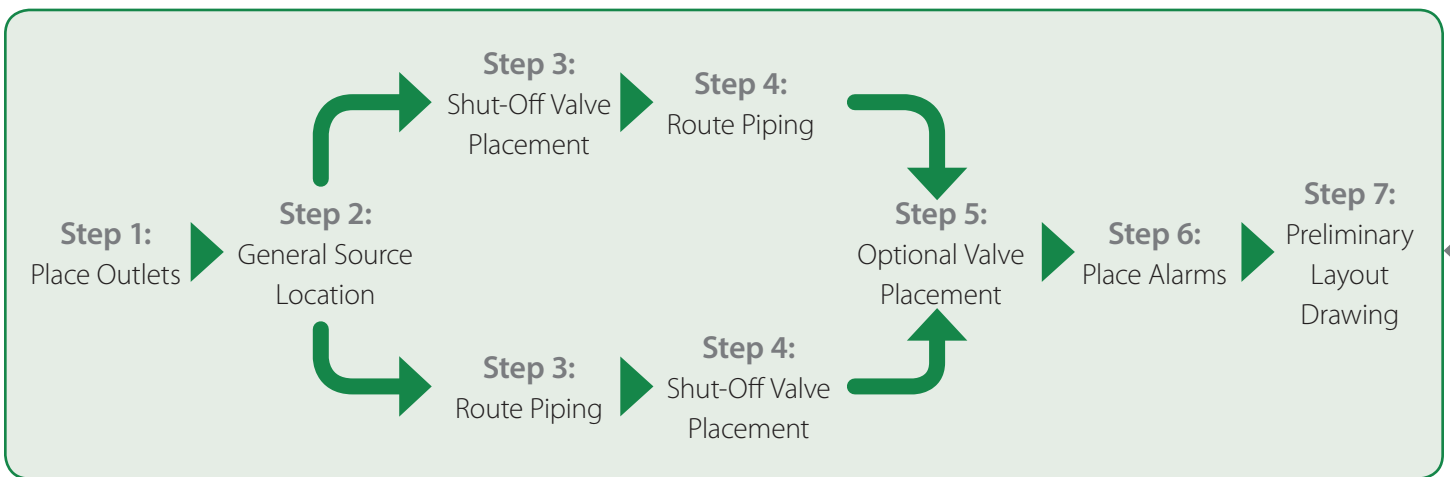 Step 1:
Place Outlets
Step 2:
General Source
Location
Step 3:
Shut-Off Valve
Placement
Step 4:
Route Piping
Step 3:
Route Piping
Step 4:
Shut-Off Valve
Placement
Step 5:
Optional Valve
Placement
Step 6:
Place Alarms
Step 7:
Preliminary
Layout
Drawing